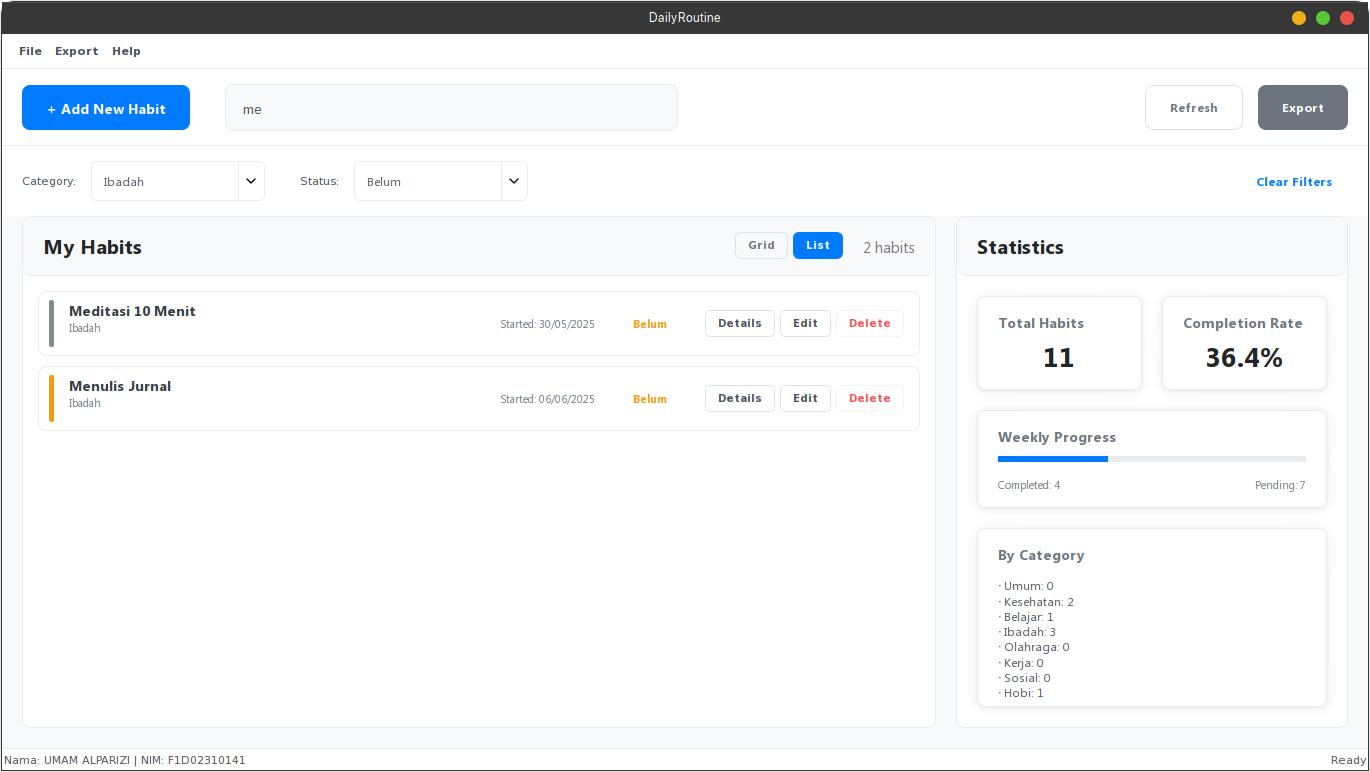 DailyRoutine
File Export Help
+ Add New Habit
me
Refresh
Export
Category:
Ibadah
Status:
Belum
Clear Filters
My Habits
Grid
List
2 habits
Meditasi 10 Menit
Ibadah
Started: 30/05/2025
Belum
Details
Edit
Delete
Menulis Jurnal
Ibadah
Started: 06/06/2025
Belum
Details
Edit
Delete
Statistics
Total Habits
11
Completion Rate
36.4%
Weekly Progress
Completed: 4
Pending: 7
By Category
· Umum: 0
· Kesehatan: 2
· Belajar: 1
· Ibadah: 3
· Olahraga: 0
· Kerja: 0
· Sosial: 0
· Hobi: 1
Nama: UMAM ALPARIZI | NIM: F1D02310141
Ready